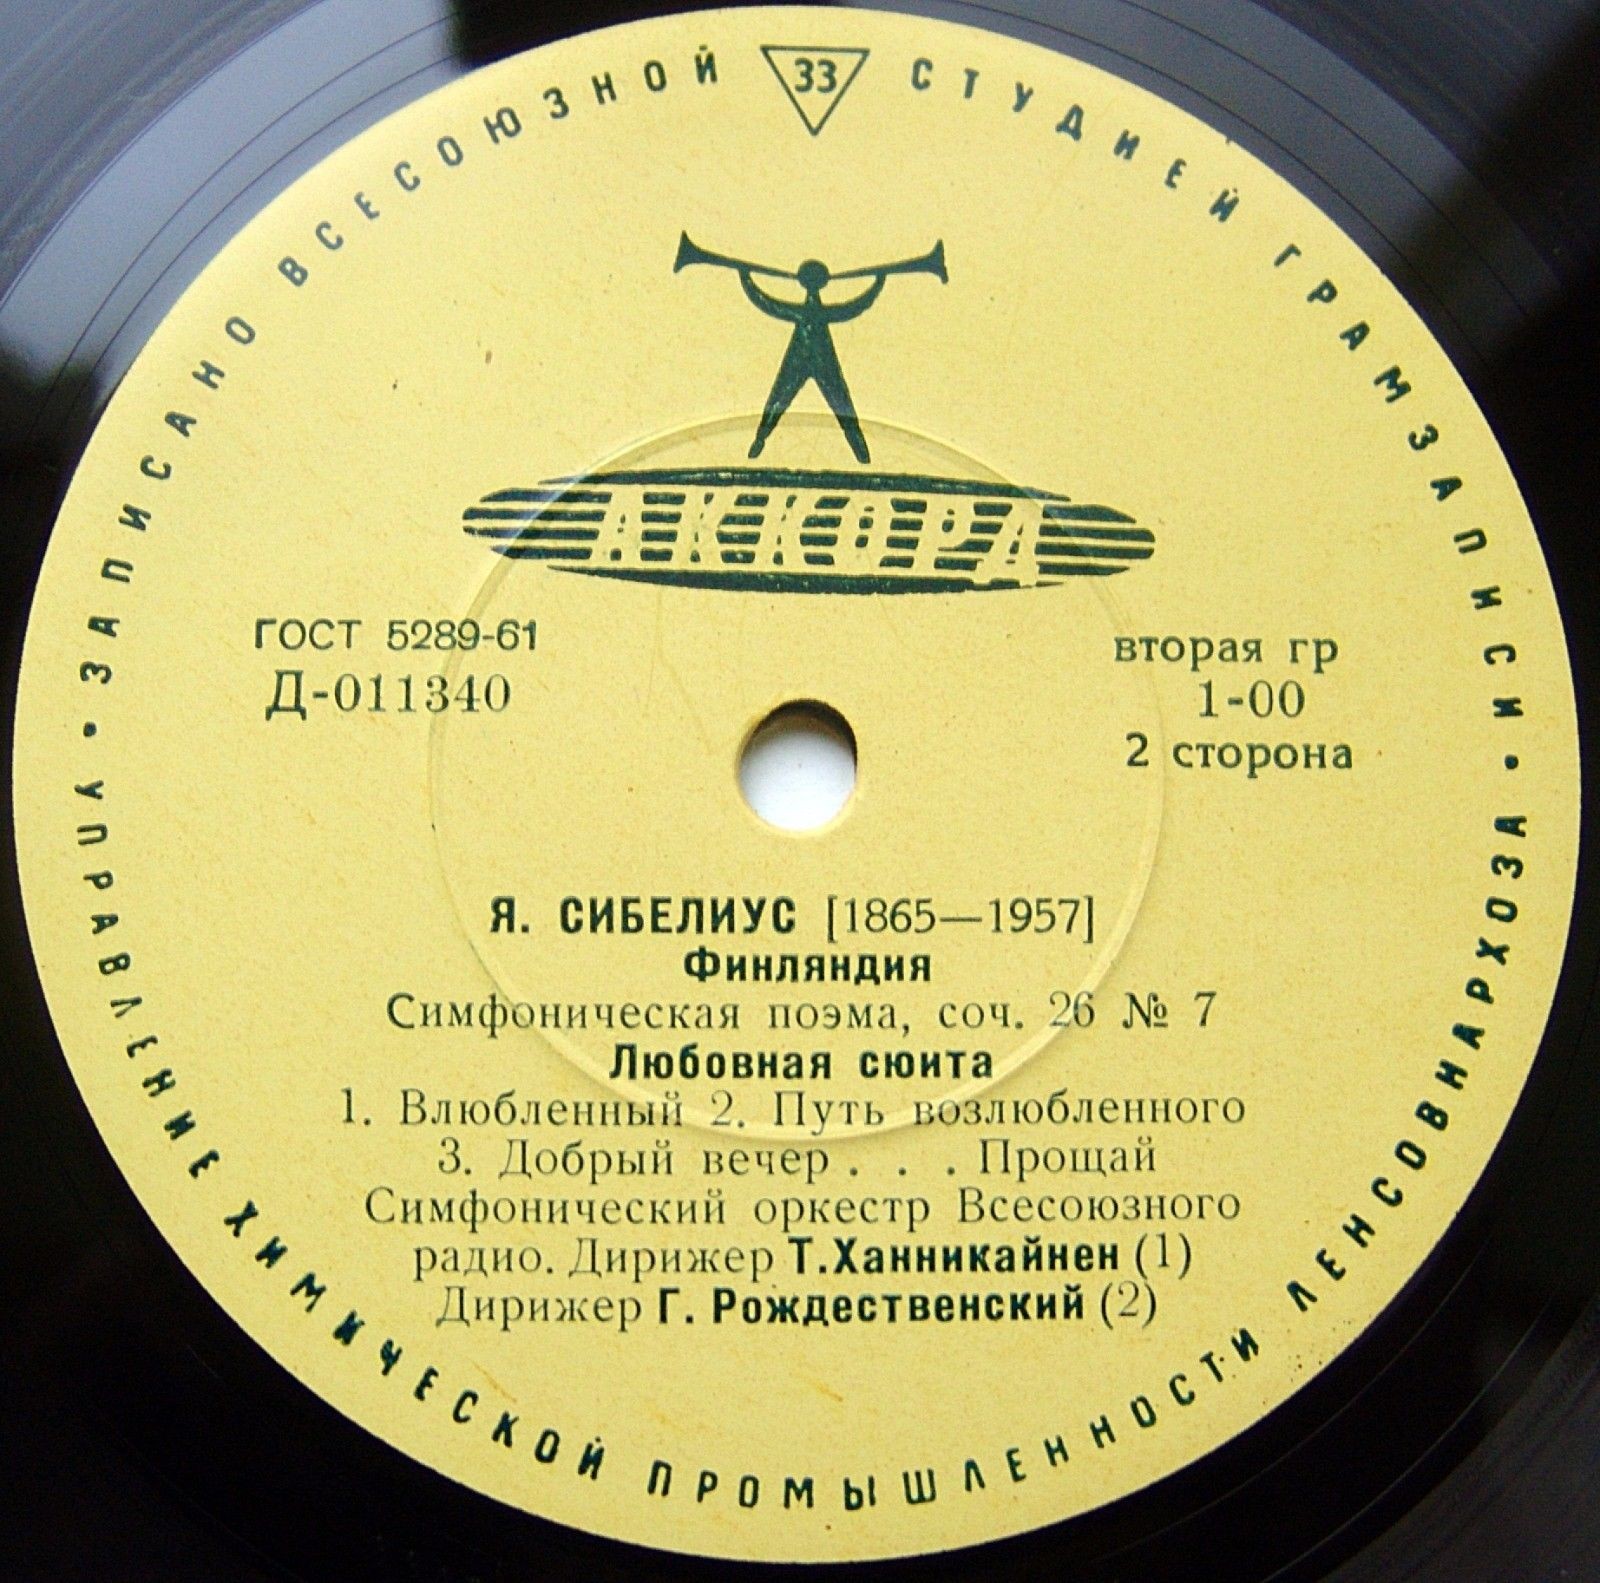 ЗАПИСАНО ВСЕСОЮЗНОЙ 33 СТУДИЕЙ ГРАМЗАПИСИ •
АККОРД
ГОСТ 5289-61
Д-011340
вторая гр
1-00
2 сторона
Я. СИБЕЛИУС [1865—1957]
Финляндия
Симфоническая поэма, соч. 26 № 7
Любовная сюита
1. Влюбленный 2. Путь возлюбленного
3. Добрый вечер . . . Прощай
Симфонический оркестр Всесоюзного
радио. Дирижер Т.Ханникайнен (1)
Дирижер Г. Рождественский (2)
УПРАВЛЕНИЕ ХИМИЧЕСКОЙ ПРОМЫШЛЕННОСТИ ЛЕНСОВНАРХОЗА •